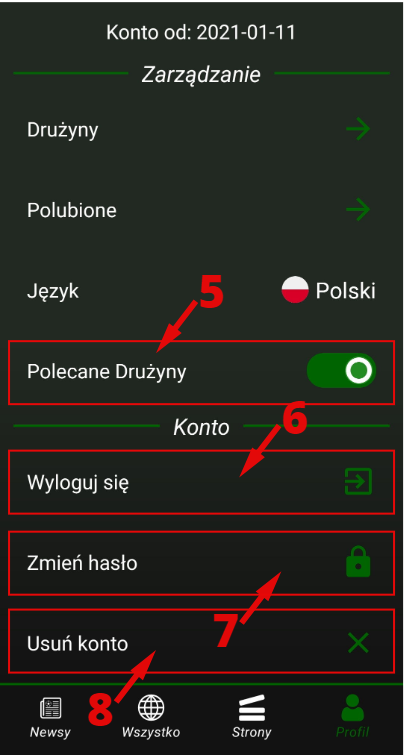 Konto od: 2021-01-11
Zarządzanie
Drużyny
Polubione
Język Polski
5
Polecane Drużyny
Konto
6
Wyloguj się
Zmień hasło
7
Usuń konto
8
Newsy Wszystko Strony Profil